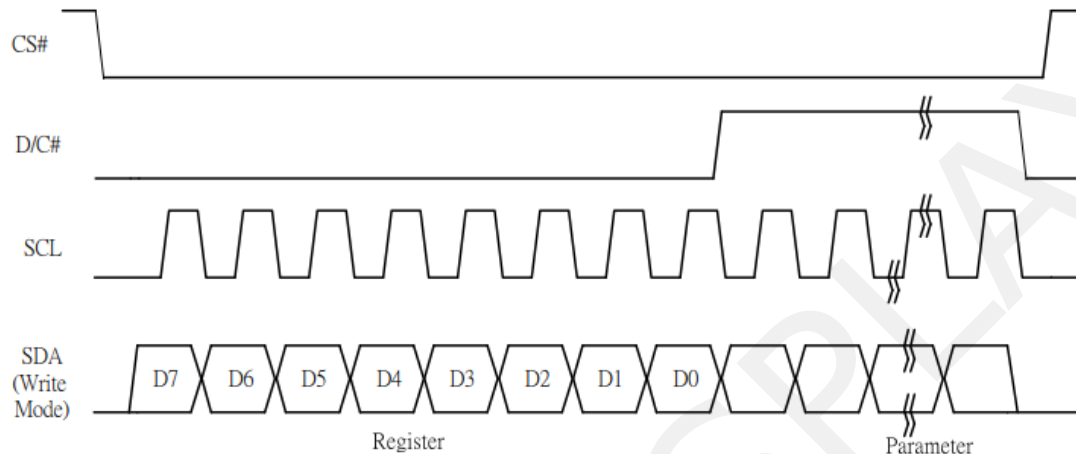 CS#
D/C#
SCL
SDA
(Write
Mode)
D7 D6 D5 D4 D3 D2 D1 D0
Register Parameter